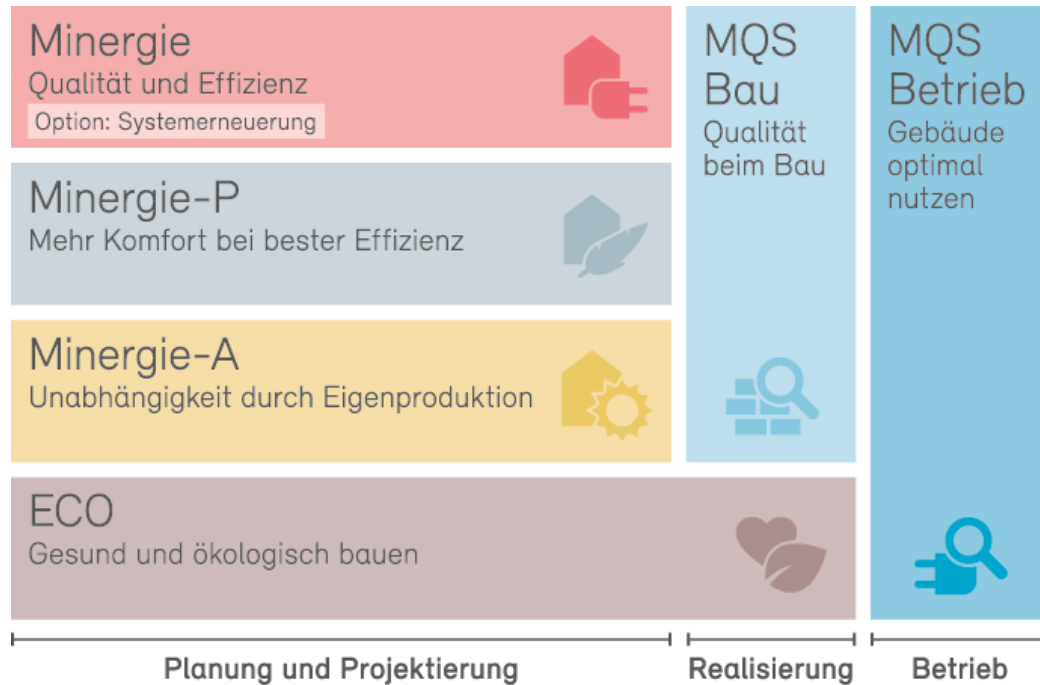 Minergie
Qualität und Effizienz
Option: Systemerneuerung
Minergie-P
Mehr Komfort bei bester Effizienz
Minergie-A
Unabhängigkeit durch Eigenproduktion
ECO
Gesund und ökologisch bauen
MQS
Bau
Qualität
beim Bau
MQS
Betrieb
Gebäude
optimal
nutzen
Planung und Projektierung
Realisierung
Betrieb